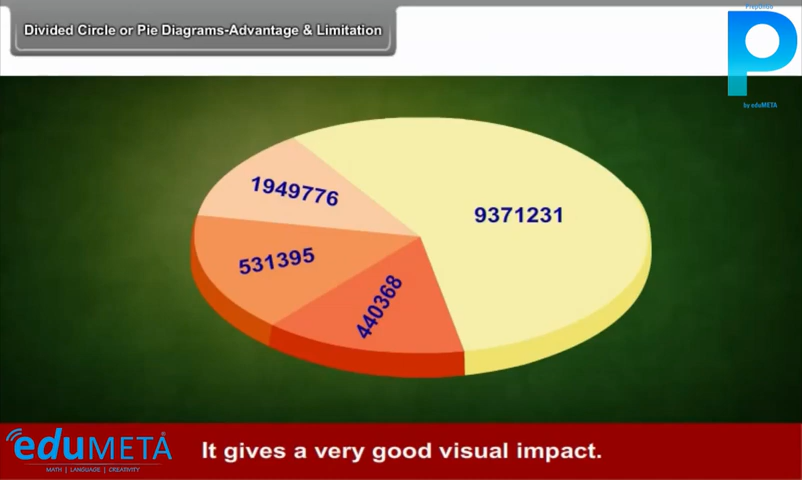 Divided Circle or Pie Diagrams-Advantage & Limitation
PrepGuru
P
by eduMETA
1949776
9371231
531395
440368
eduMETA
MATH | LANGUAGE | CREATIVITY
It gives a very good visual impact.